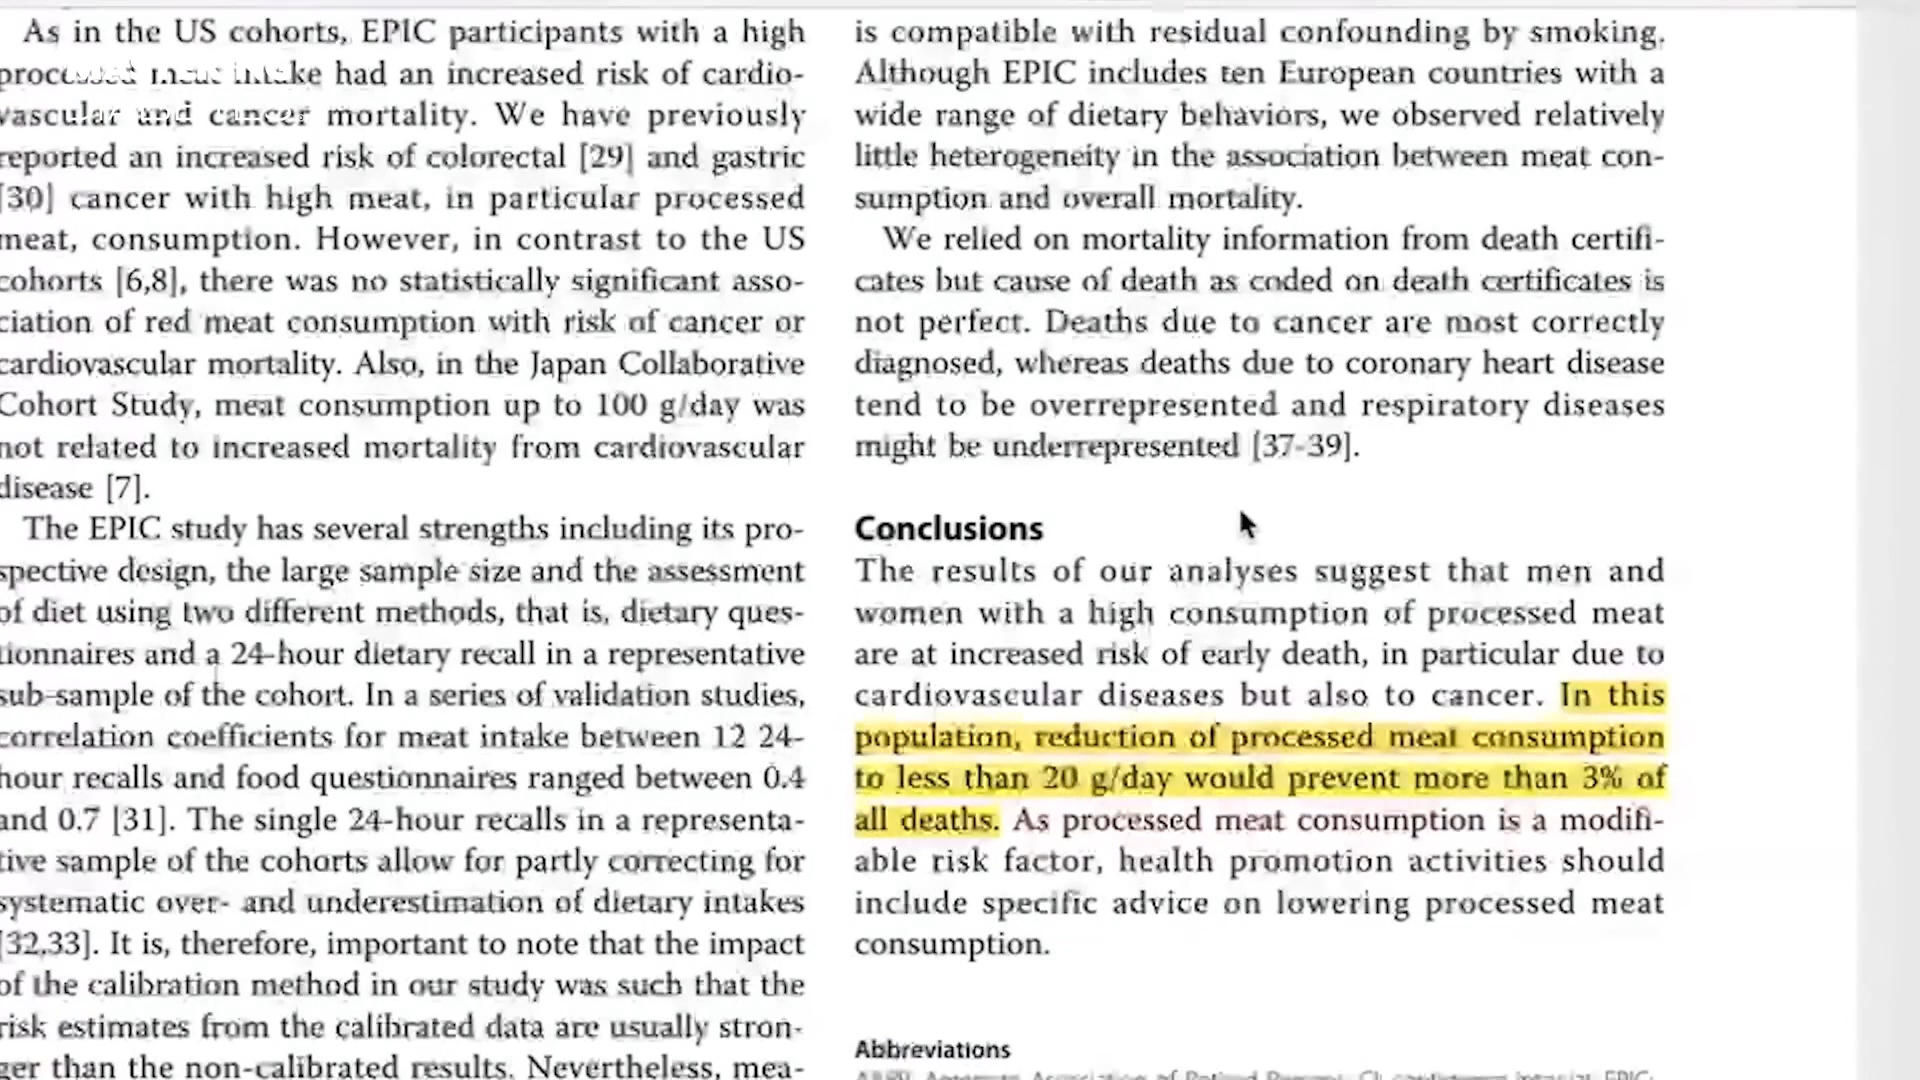 As in the US cohorts, EPIC participants with a high
processed meat intake had an increased risk of cardio-
vascular and cancer mortality. We have previously
reported an increased risk of colorectal [29] and gastric
[30] cancer with high meat, in particular processed
meat, consumption. However, in contrast to the US
cohorts [6,8], there was no statistically significant asso-
ciation of red meat consumption with risk of cancer or
cardiovascular mortality. Also, in the Japan Collaborative
Cohort Study, meat consumption up to 100 g/day was
not related to increased mortality from cardiovascular
disease [7].
The EPIC study has several strengths including its pro-
spective design, the large sample size and the assessment
of diet using two different methods, that is, dietary ques-
tionnaires and a 24-hour dietary recall in a representative
sub-sample of the cohort. In a series of validation studies,
correlation coefficients for meat intake between 12 24-
hour recalls and food questionnaires ranged between 0.4
and 0.7 [31]. The single 24-hour recalls in a representa-
tive sample of the cohorts allow for partly correcting for
systematic over- and underestimation of dietary intakes
[32,33]. It is, therefore, important to note that the impact
of the calibration method in our study was such that the
risk estimates from the calibrated data are usually stron-
ger than the non-calibrated results. Nevertheless, mea-
is compatible with residual confounding by smoking.
Although EPIC includes ten European countries with a
wide range of dietary behaviors, we observed relatively
little heterogeneity in the association between meat con-
sumption and overall mortality.
We relied on mortality information from death certifi-
cates but cause of death as coded on death certificates is
not perfect. Deaths due to cancer are most correctly
diagnosed, whereas deaths due to coronary heart disease
tend to be overrepresented and respiratory diseases
might be underrepresented [37-39].
Conclusions
The results of our analyses suggest that men and
women with a high consumption of processed meat
are at increased risk of early death, in particular due to
cardiovascular diseases but also to cancer. In this
population, reduction of processed meat consumption
to less than 20 g/day would prevent more than 3% of
all deaths. As processed meat consumption is a modifi-
able risk factor, health promotion activities should
include specific advice on lowering processed meat
consumption.
Abbreviations